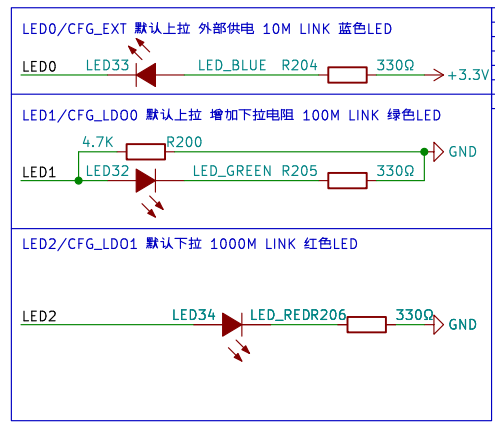 LED0/CFG_EXT 默认上拉 外部供电 10M LINK 蓝色LED
LED0 LED33 LED_BLUE R204 330Ω +3.3V
LED1/CFG_LDO0 默认上拉 增加下拉电阻 100M LINK 绿色LED
4.7K R200 GND
LED1 LED32 LED_GREEN R205 330Ω
LED2/CFG_LDO1 默认下拉 1000M LINK 红色LED
LED2 LED34 LED_RED R206 330Ω GND